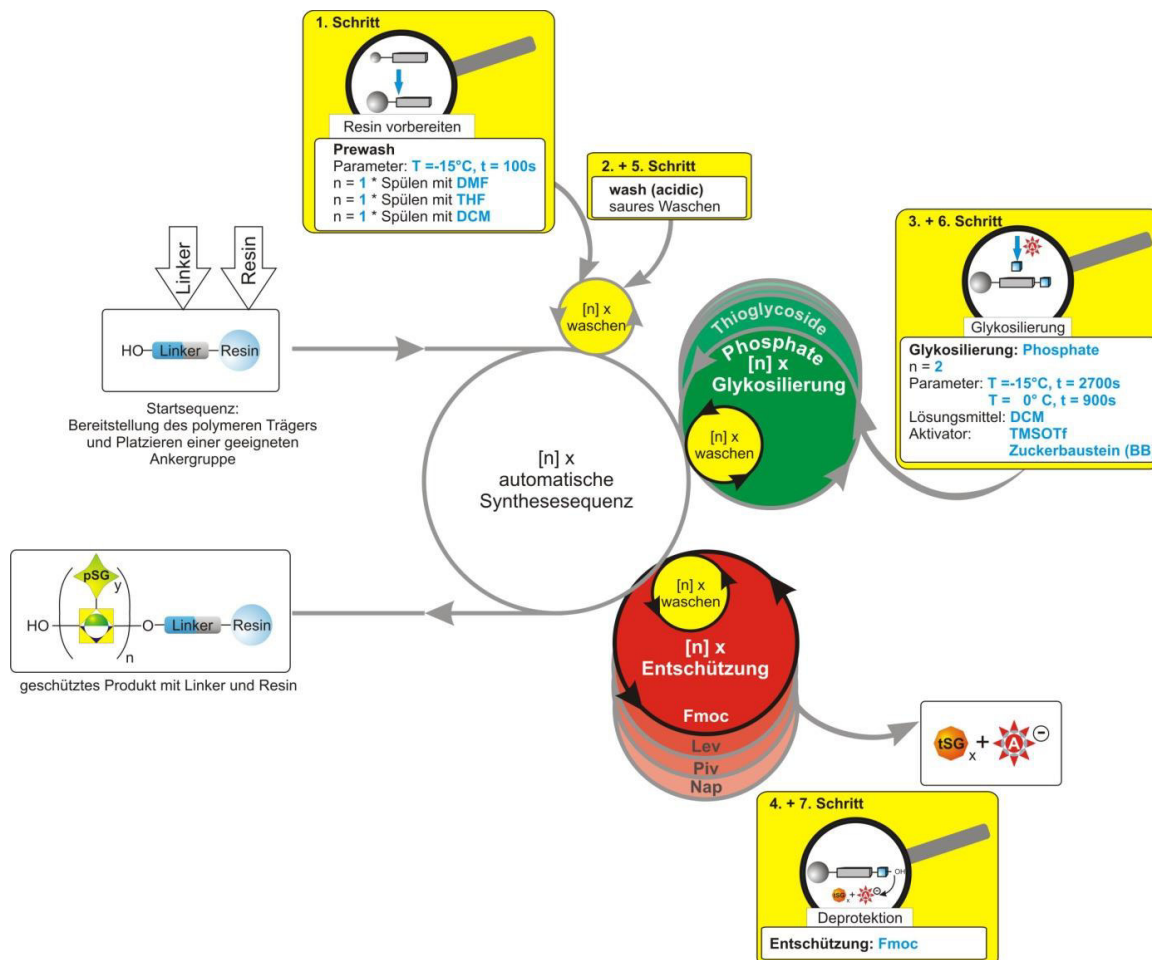 1. Schritt
Resin vorbereiten
Prewash
Parameter: T =-15°C, t = 100s
n = 1 * Spülen mit DMF
n = 1 * Spülen mit THF
n = 1 * Spülen mit DCM
2. + 5. Schritt
wash (acidic)
saures Waschen
3. + 6. Schritt
A
Glykosilierung
Glykosilierung: Phosphate
n = 2
Parameter: T =-15°C, t = 2700s
T = 0° C, t = 900s
Lösungsmittel: DCM
Aktivator: TMSOTf
Zuckerbaustein (BB
Linker
Resin
HO
Linker
Resin
Startsequenz:
Bereitstellung des polymeren Trägers
und Platzieren einer geeigneten
Ankergruppe
[n] x
waschen
Thioglycoside
Phosphate
[n] x
Glykosilierung
[n] x
waschen
[n] x
automatische
Synthesesequenz
[n] x
waschen
[n] x
Entschützung
Fmoc
Lev
Piv
Nap
pSG
y
HO
n
O
Linker
Resin
geschütztes Produkt mit Linker und Resin
tSG x + A −
4. + 7. Schritt
OH
tSG x + A −
Deprotektion
Entschützung: Fmoc